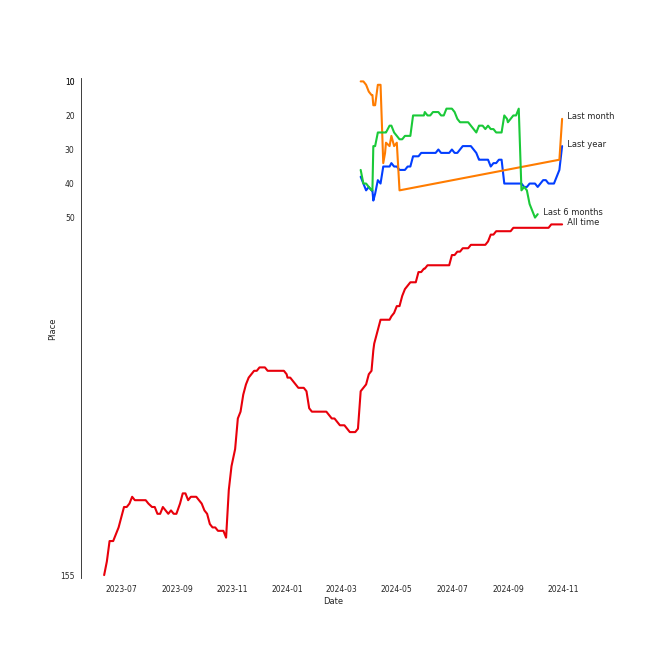 10
20
30
40
50
155
Place
Last month
Last year
Last 6 months
All time
2023-07
2023-09
2023-11
2024-01
2024-03
2024-05
2024-07
2024-09
2024-11
Date